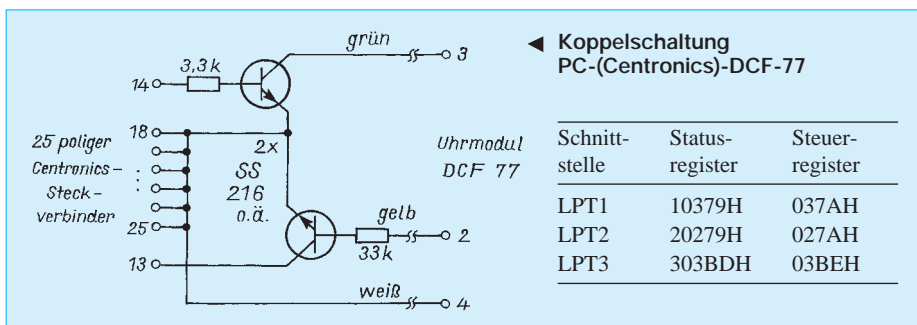 ◄ Koppelschaltung
PC-(Centronics)-DCF-77
grün
3
3,3k
14
18
25 poliger
Centronics-
Steck-
verbinder
25
13
2x
SS
216
o.ä.
Uhrmodul
DCF 77
gelb
2
33k
weiß
4
Schnitt- Status- Steuer-
stelle register register
LPT1 10379H 037AH
LPT2 20279H 027AH
LPT3 303BDH 03BEH